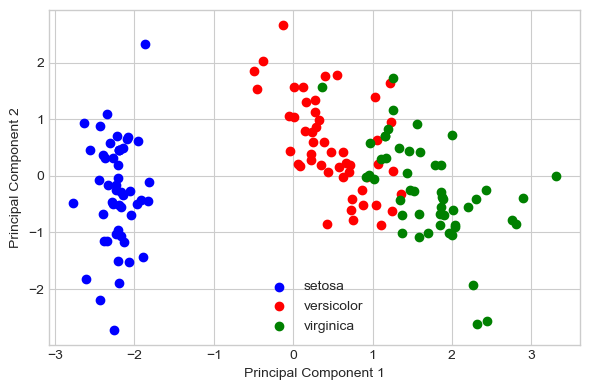 Principal Component 2
2
1
0
−1
−2
setosa
versicolor
virginica
−3
−2
−1
0
1
2
3
Principal Component 1